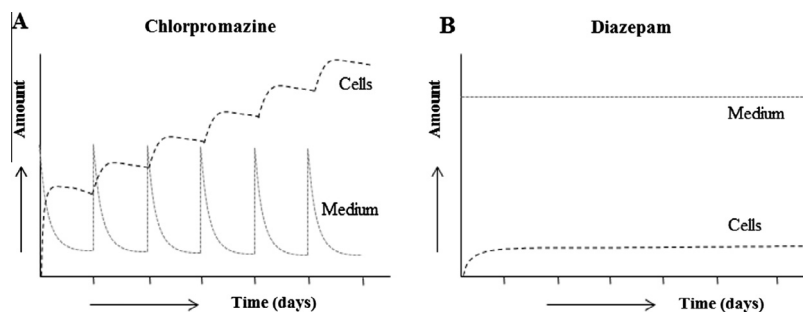 A
Chlorpromazine
Amount
Cells
Medium
Time (days)
B
Diazepam
Amount
Medium
Cells
Time (days)